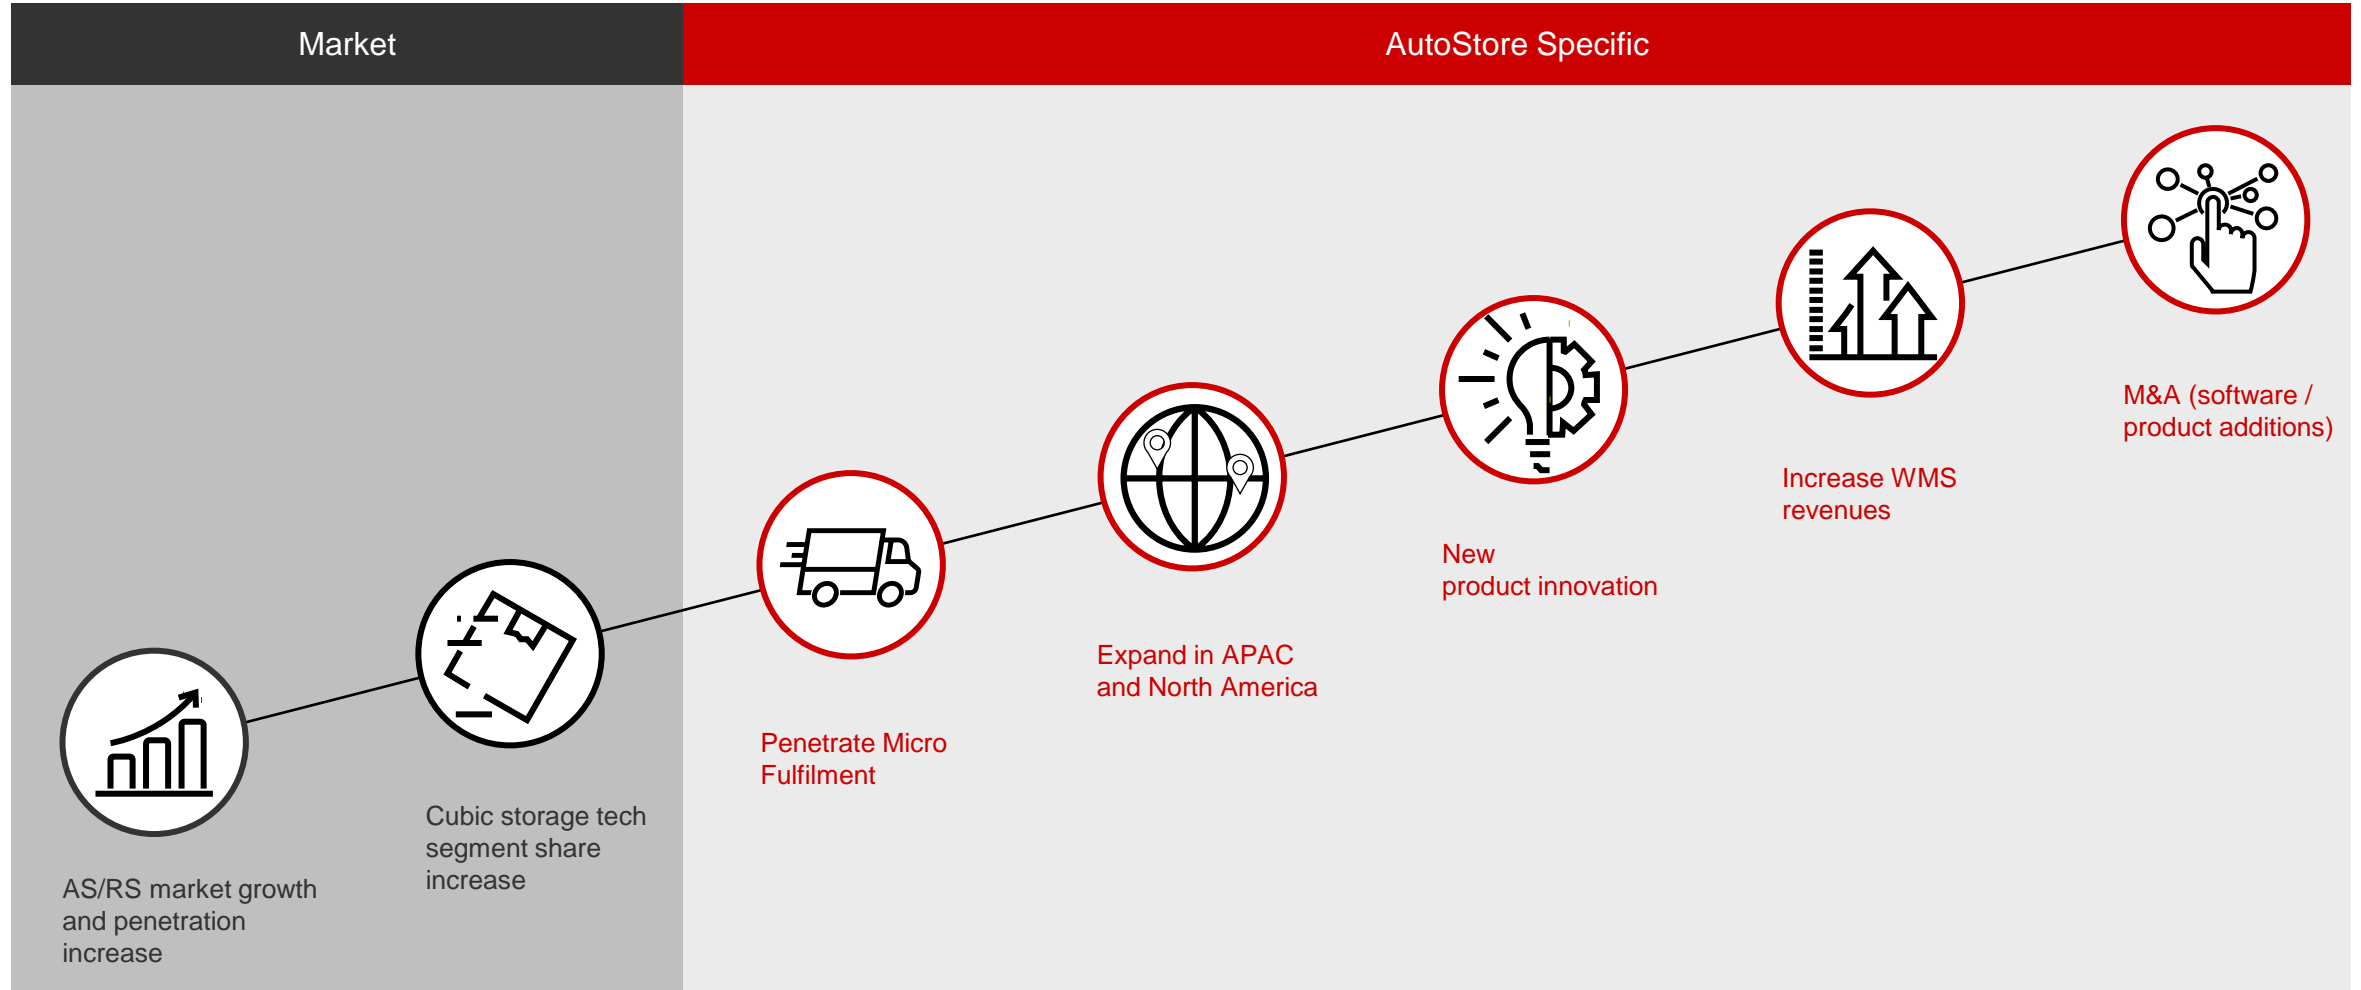 Market
AutoStore Specific
AS/RS market growth
and penetration
increase
Cubic storage tech
segment share
increase
Penetrate Micro
Fulfilment
Expand in APAC
and North America
New
product innovation
Increase WMS
revenues
M&A (software /
product additions)